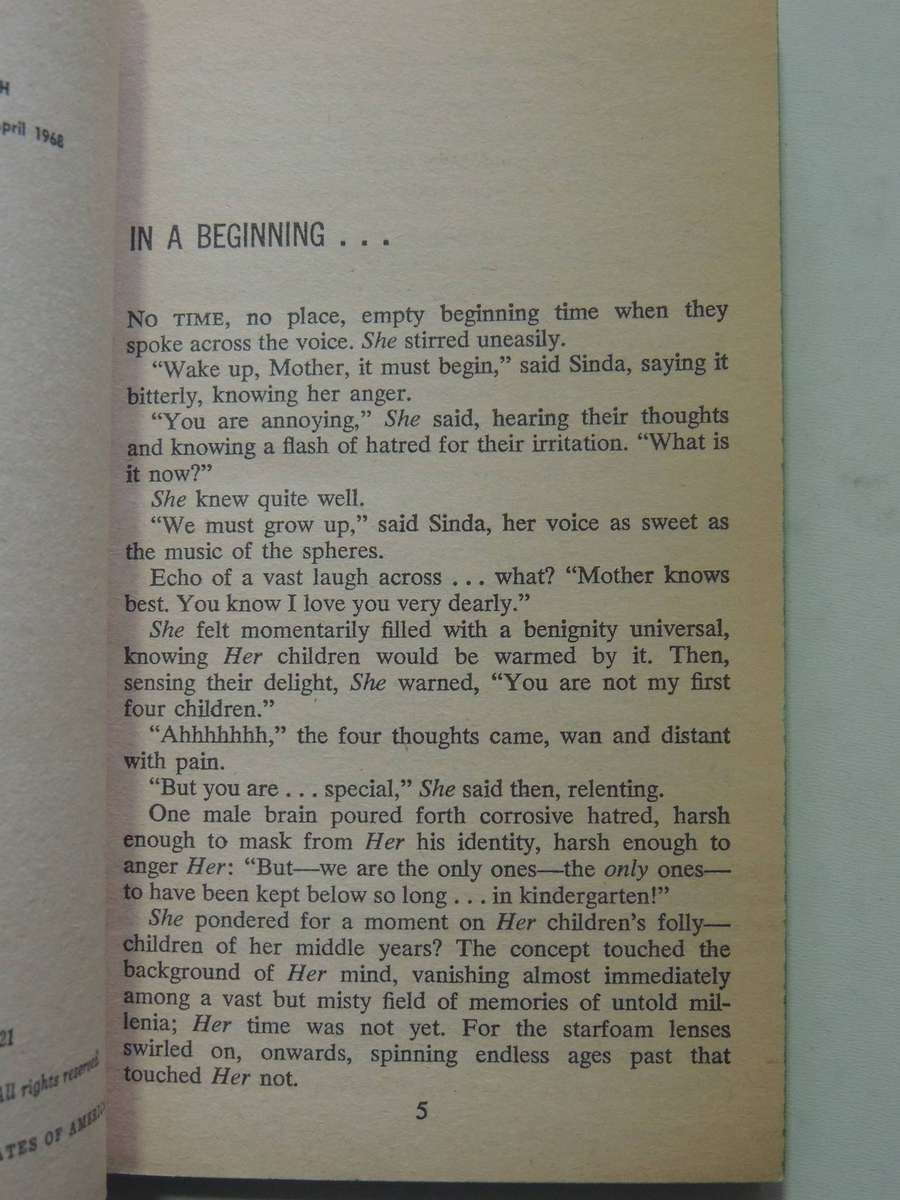 H
April 1968
21
All rights reserved
ATES OF AMERICA
IN A BEGINNING . . .
NO TIME, no place, empty beginning time when they
spoke across the voice. She stirred uneasily.
“Wake up, Mother, it must begin,” said Sinda, saying it
bitterly, knowing her anger.
“You are annoying,” She said, hearing their thoughts
and knowing a flash of hatred for their irritation. “What is
it now?”
She knew quite well.
“We must grow up,” said Sinda, her voice as sweet as
the music of the spheres.
Echo of a vast laugh across . . . what? “Mother knows
best. You know I love you very dearly.”
She felt momentarily filled with a benignity universal,
knowing Her children would be warmed by it. Then,
sensing their delight, She warned, “You are not my first
four children.”
“Ahhhhhhh,” the four thoughts came, wan and distant
with pain.
“But you are . . . special,” She said then, relenting.
One male brain poured forth corrosive hatred, harsh
enough to mask from Her his identity, harsh enough to
anger Her: “But—we are the only ones—the only ones—
to have been kept below so long . . . in kindergarten!”
She pondered for a moment on Her children’s folly—
children of her middle years? The concept touched the
background of Her mind, vanishing almost immediately
among a vast but misty field of memories of untold mil-
lenia; Her time was not yet. For the starfoam lenses
swirled on, onwards, spinning endless ages past that
touched Her not.
5